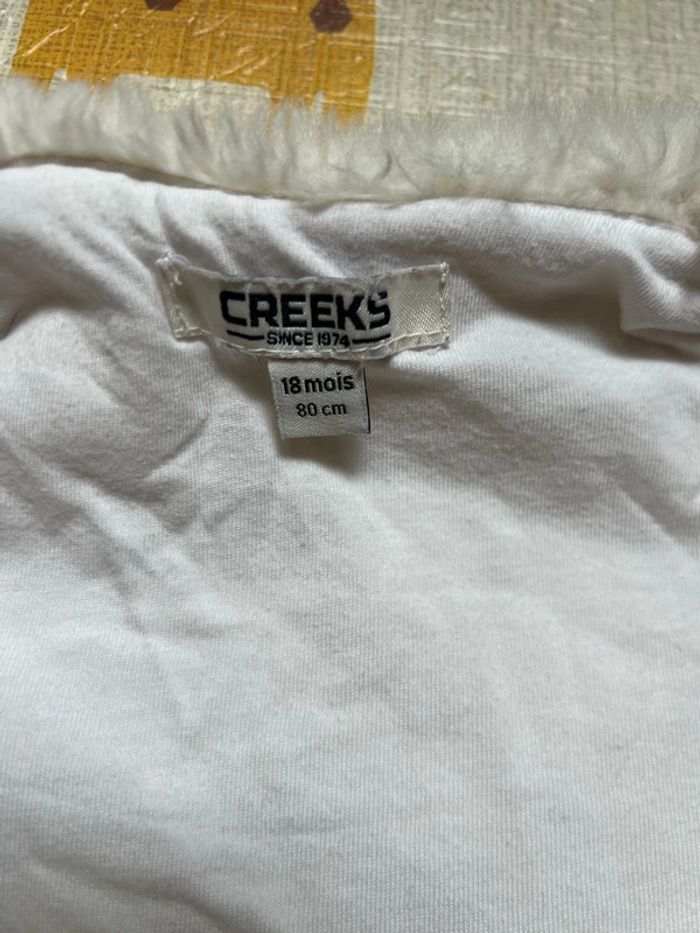 CREEKS
SINCE 1974
18 mois
80 cm